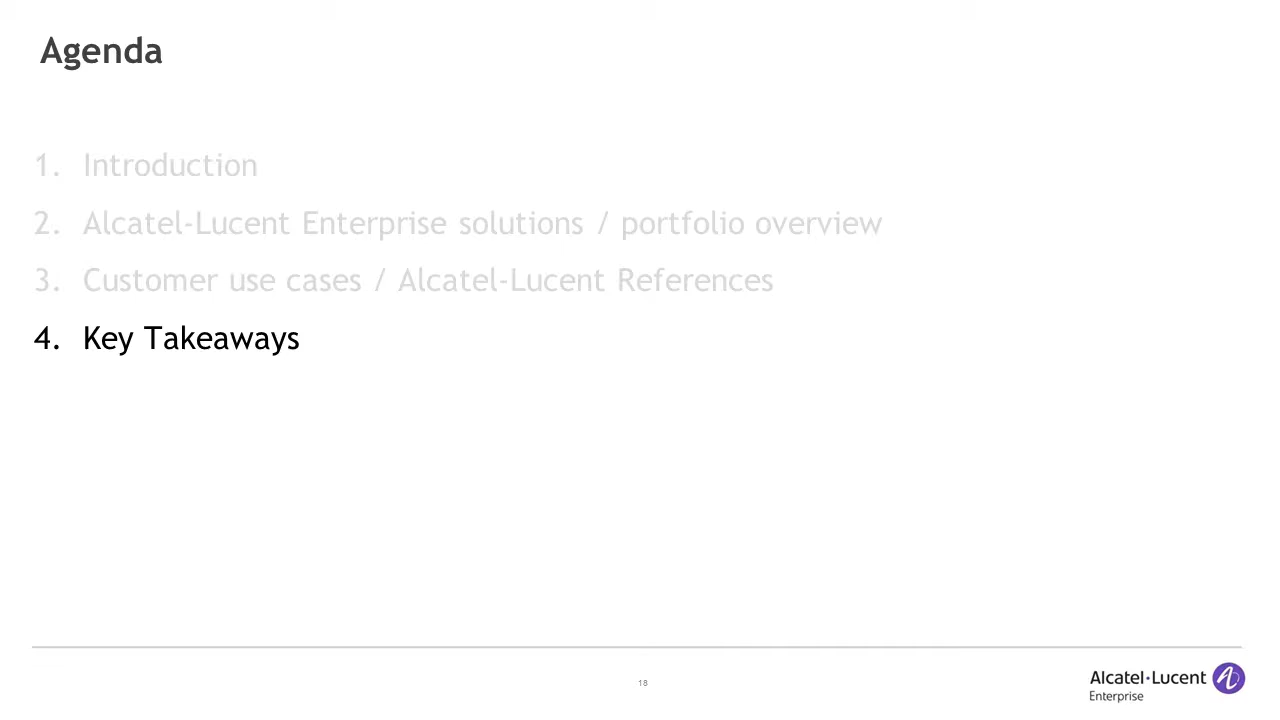 Agenda
1. Introduction
2. Alcatel-Lucent Enterprise solutions / portfolio overview
3. Customer use cases / Alcatel-Lucent References
4. Key Takeaways
18
Alcatel·Lucent
Enterprise